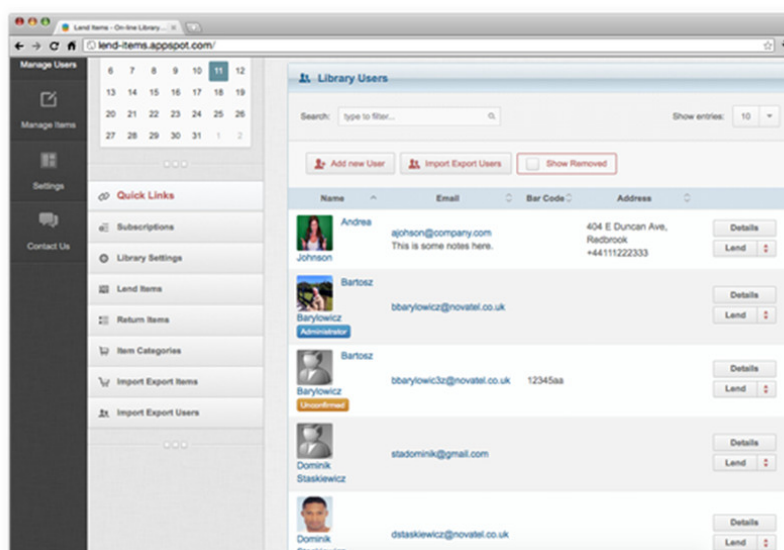 Lend Items - On-line Library...
lend-items.appspot.com/
Manage Users
Manage Items
Settings
Contact Us
6 7 8 9 10 11 12
13 14 15 16 17 18 19
20 21 22 23 24 25 26
27 28 29 30 31 1 2
Quick Links
Subscriptions
Library Settings
Lend Items
Return Items
Item Categories
Import Export Items
Import Export Users
Library Users
Search: type to filter... Show entries: 10
Add new User Import Export Users Show Removed
Name Email Bar Code Address
Andrea
Johnson
ajohson@company.com
This is some notes here.
404 E Duncan Ave,
Redbrook
+44111222333
Details
Lend
Bartosz
Barylowicz
Administrator
bbarylowicz@novatel.co.uk
Details
Lend
Bartosz
Barylowicz
Unconfirmed
bbarylowic3z@novatel.co.uk
12345aa
Details
Lend
Dominik
Staskiewicz
stadominik@gmail.com
Details
Lend
Dominik
dstaskiewicz@novatel.co.uk
Details
Lend